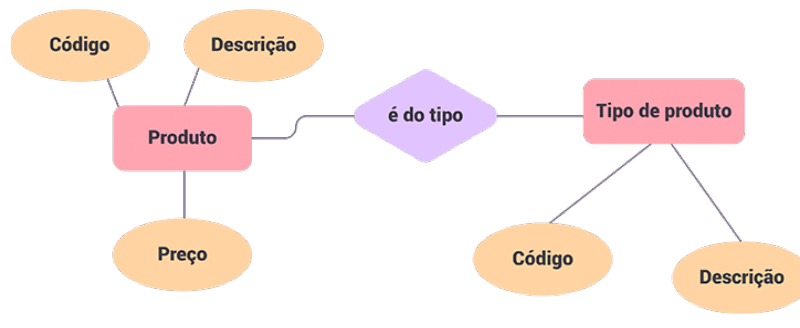 Código
Descrição
Produto
é do tipo
Tipo de produto
Preço
Código
Descrição